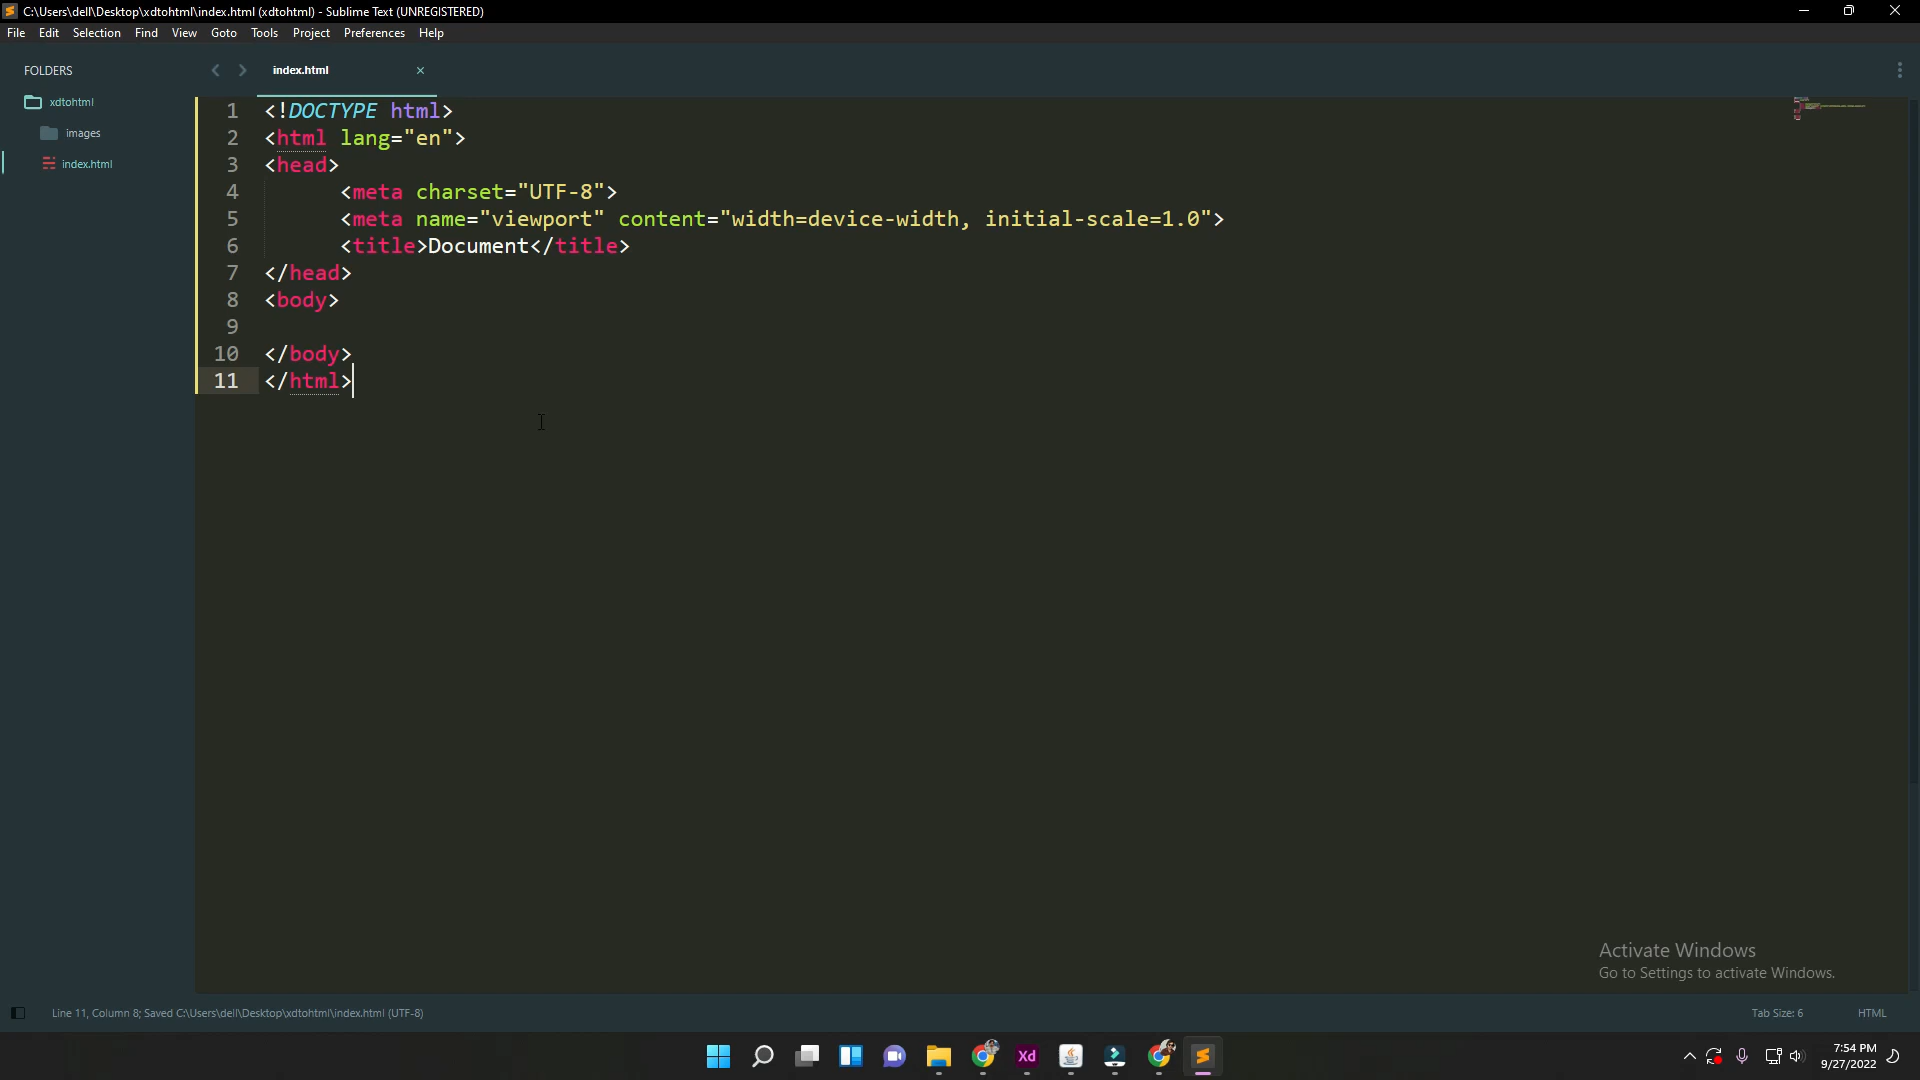 C:\Users\dell\Desktop\xdtohtml\index.html (xdtohtml) - Sublime Text (UNREGISTERED)
File Edit Selection Find View Goto Tools Project Preferences Help
FOLDERS
xdtohtml
images
index.html
index.html
1 <!DOCTYPE html>
2 <html lang="en">
3 <head>
4 <meta charset="UTF-8">
5 <meta name="viewport" content="width=device-width, initial-scale=1.0">
6 <title>Document</title>
7 </head>
8 <body>
9
10 </body>
11 </html>
Activate Windows
Go to Settings to activate Windows.
Line 11, Column 8; Saved C:\Users\dell\Desktop\xdtohtml\index.html (UTF-8)
Tab Size: 6 HTML
Xd
7:54 PM
9/27/2022